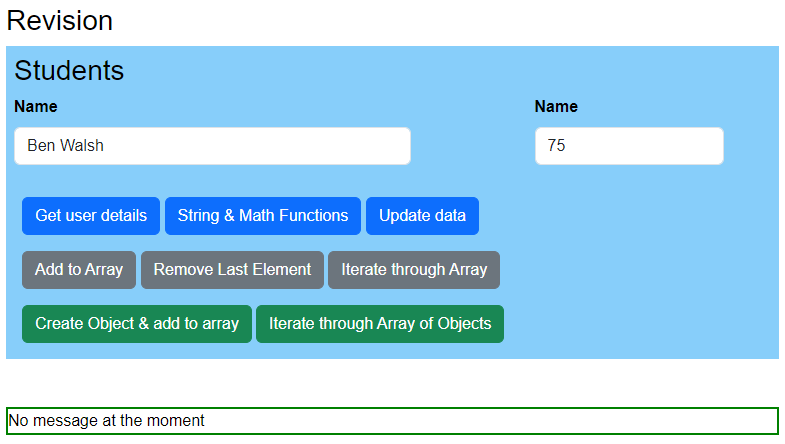 Revision
Students
Name Name
Ben Walsh 75
Get user details String & Math Functions Update data
Add to Array Remove Last Element Iterate through Array
Create Object & add to array Iterate through Array of Objects
No message at the moment